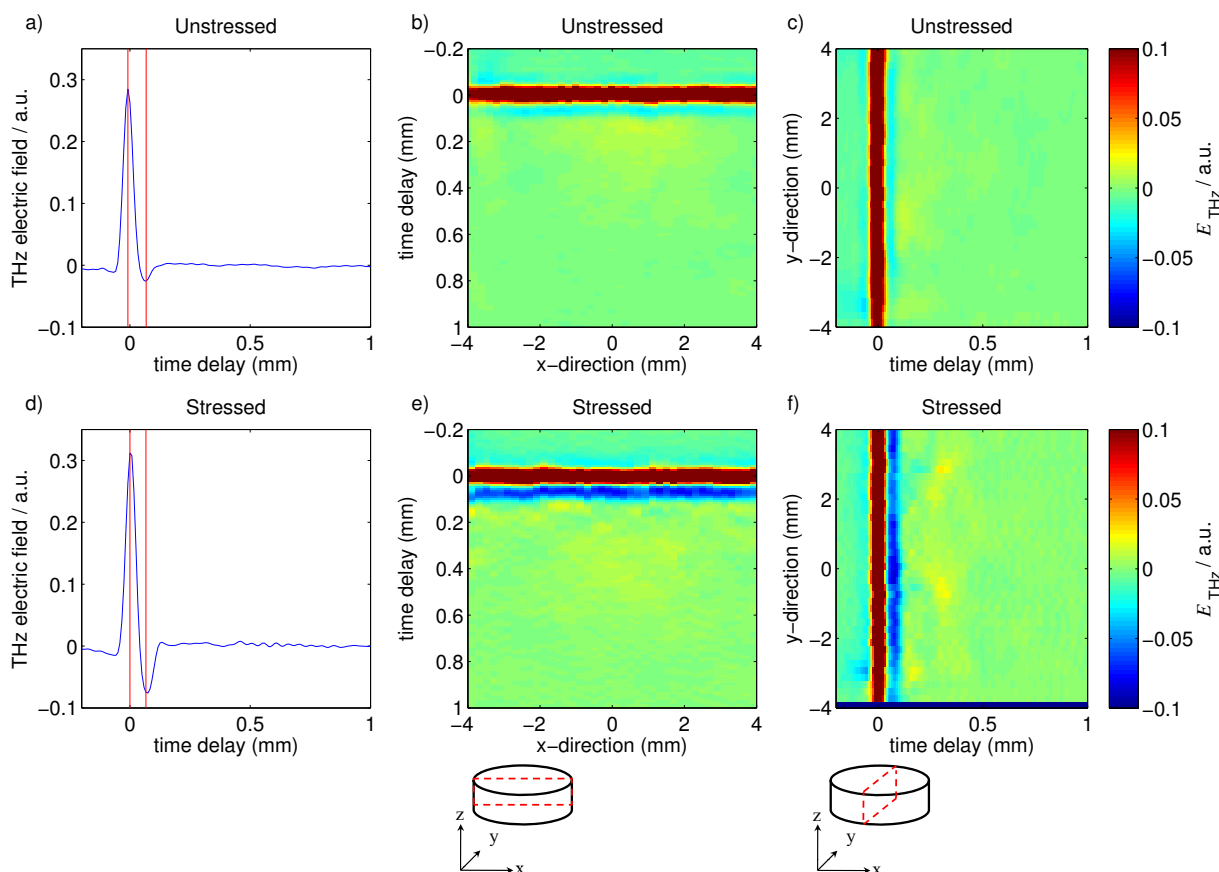 a) Unstressed
THz electric field / a.u.
0.3
0.2
0.1
0
−0.1
0 0.5 1
time delay (mm)
b) Unstressed
time delay (mm)
−0.2
0
0.2
0.4
0.6
0.8
1
−4 −2 0 2 4
x−direction (mm)
c) Unstressed
y−direction (mm)
4
2
0
−2
−4
0 0.5 1
time delay (mm)
0.1
0.05
0
−0.05
−0.1
E THz / a.u.
d) Stressed
THz electric field / a.u.
0.3
0.2
0.1
0
−0.1
0 0.5 1
time delay (mm)
e) Stressed
time delay (mm)
−0.2
0
0.2
0.4
0.6
0.8
1
−4 −2 0 2 4
x−direction (mm)
f) Stressed
y−direction (mm)
4
2
0
−2
−4
0 0.5 1
time delay (mm)
0.1
0.05
0
−0.05
−0.1
E THz / a.u.
z
y
x
z
y
x